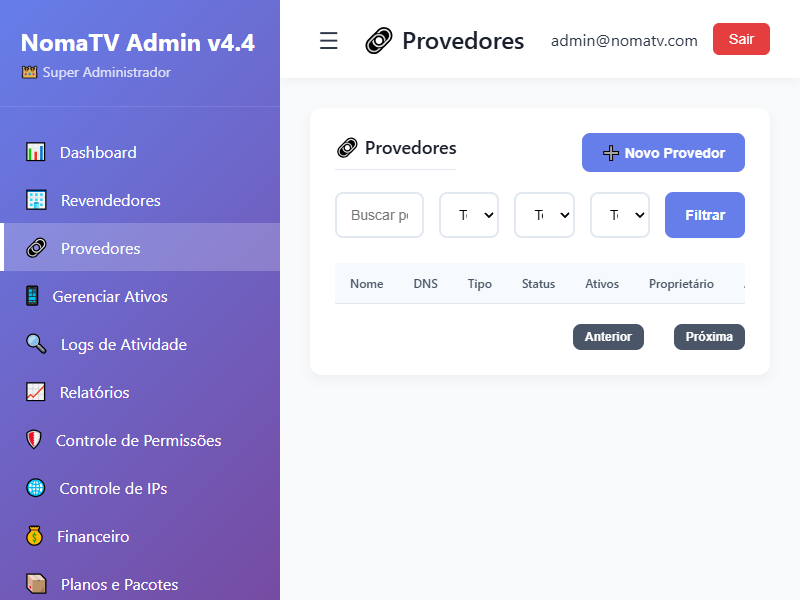 NomaTV Admin v4.4
Super Administrador
Dashboard
Revendedores
Provedores
Gerenciar Ativos
Logs de Atividade
Relatórios
Controle de Permissões
Controle de IPs
Financeiro
Planos e Pacotes
Provedores
admin@nomatv.com
Sair
Provedores
Novo Provedor
Buscar
Filtrar
Nome DNS Tipo Status Ativos Proprietário
Anterior Próxima